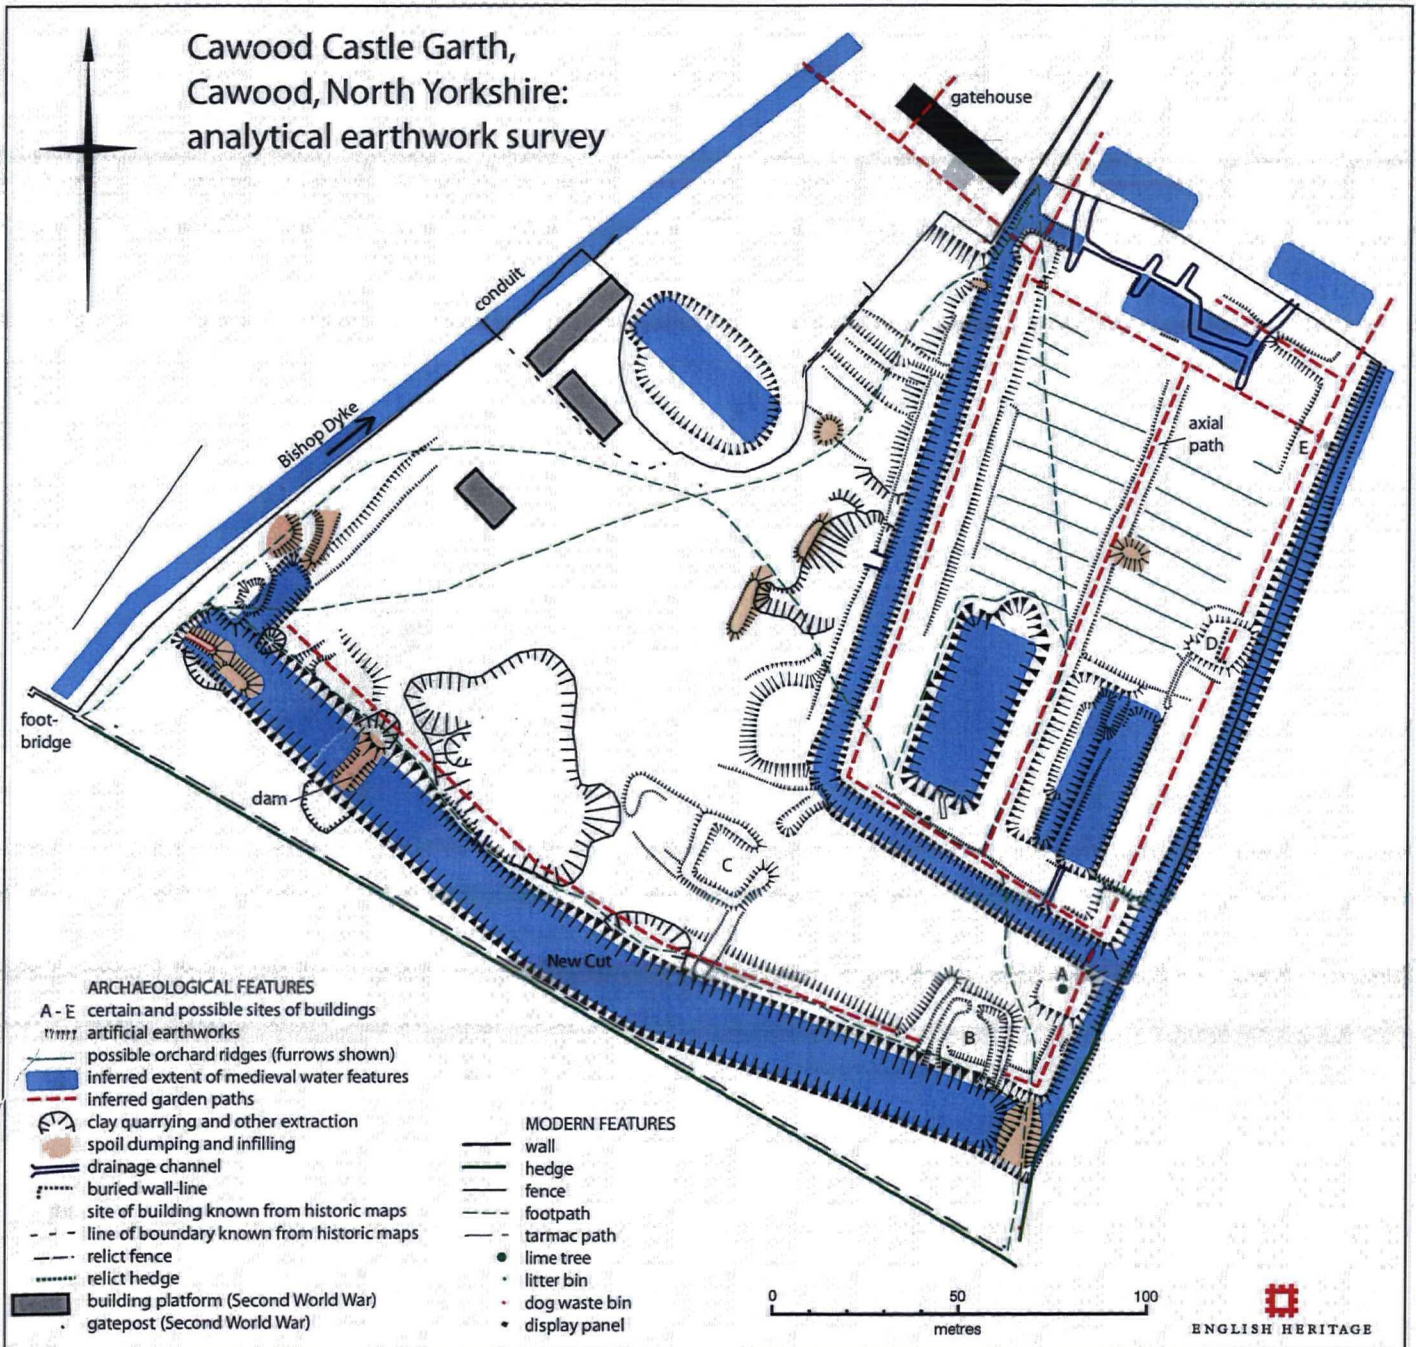 Cawood Castle Garth,
Cawood, North Yorkshire:
analytical earthwork survey
gatehouse
conduit
Bishop Dyke
axial
path
E
D
foot-
bridge
dam
C
New Cut
A
B
ARCHAEOLOGICAL FEATURES
A - E certain and possible sites of buildings
artificial earthworks
possible orchard ridges (furrows shown)
inferred extent of medieval water features
inferred garden paths
clay quarrying and other extraction
spoil dumping and infilling
drainage channel
buried wall-line
site of building known from historic maps
line of boundary known from historic maps
relict fence
relict hedge
building platform (Second World War)
gatepost (Second World War)
MODERN FEATURES
wall
hedge
fence
footpath
tarmac path
lime tree
litter bin
dog waste bin
display panel
0 50 100
metres
ENGLISH HERITAGE